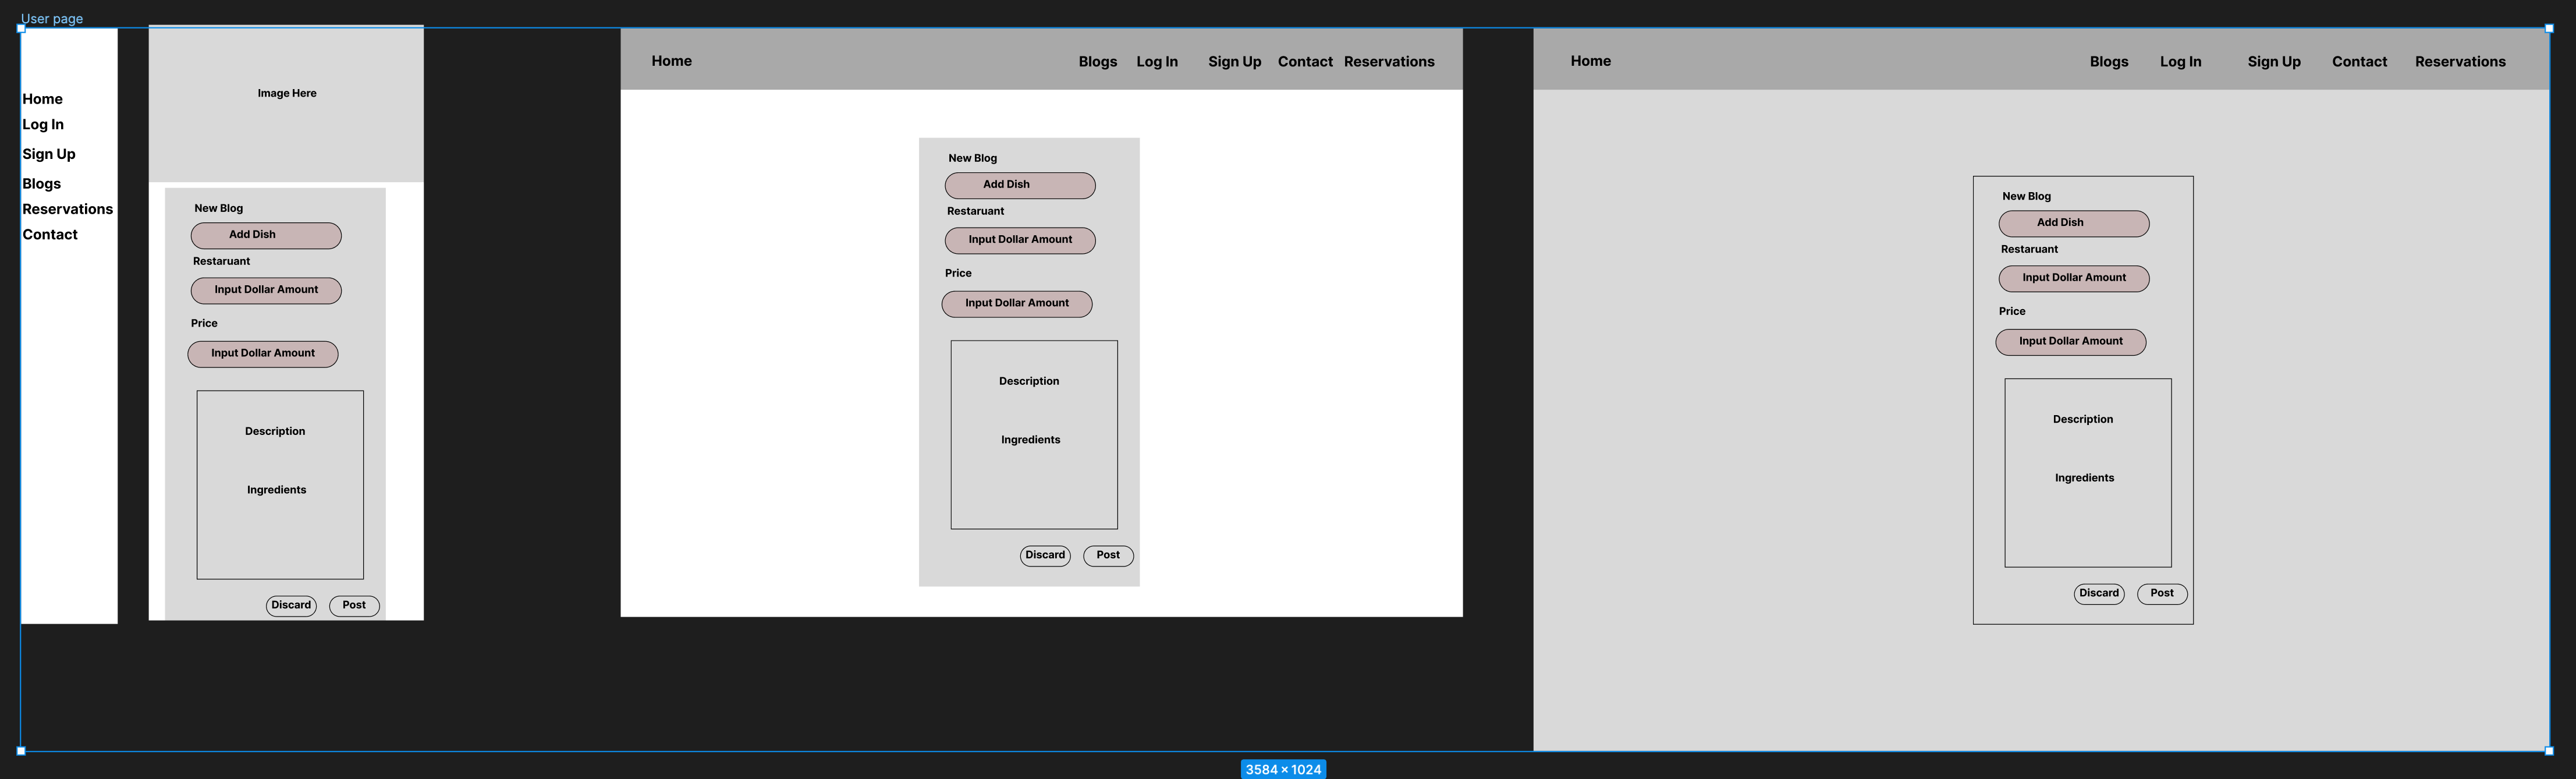 User page
Home
Log In
Sign Up
Blogs
Reservations
Contact
Image Here
New Blog
Add Dish
Restaruant
Input Dollar Amount
Price
Input Dollar Amount
Description
Ingredients
Discard Post
Home Blogs Log In Sign Up Contact Reservations
New Blog
Add Dish
Restaruant
Input Dollar Amount
Price
Input Dollar Amount
Description
Ingredients
Discard Post
Home Blogs Log In Sign Up Contact Reservations
New Blog
Add Dish
Restaruant
Input Dollar Amount
Price
Input Dollar Amount
Description
Ingredients
Discard Post
3584 × 1024